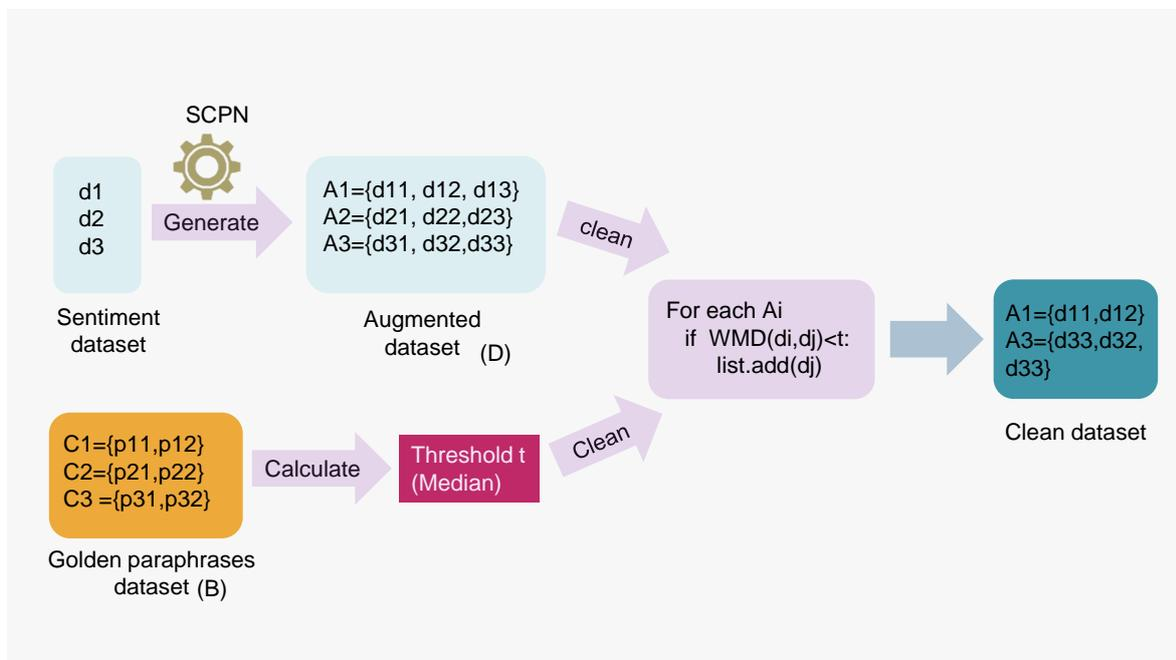 SCPN
d1
d2
d3
Generate
A1={d11, d12, d13}
A2={d21, d22,d23}
A3={d31, d32,d33}
clean
Sentiment
dataset
Augmented
dataset (D)
For each Ai
if WMD(di,dj)<t:
list.add(dj)
A1={d11,d12}
A3={d33,d32,
d33}
Clean dataset
C1={p11,p12}
C2={p21,p22}
C3 ={p31,p32}
Calculate
Threshold t
(Median)
Clean
Golden paraphrases
dataset (B)